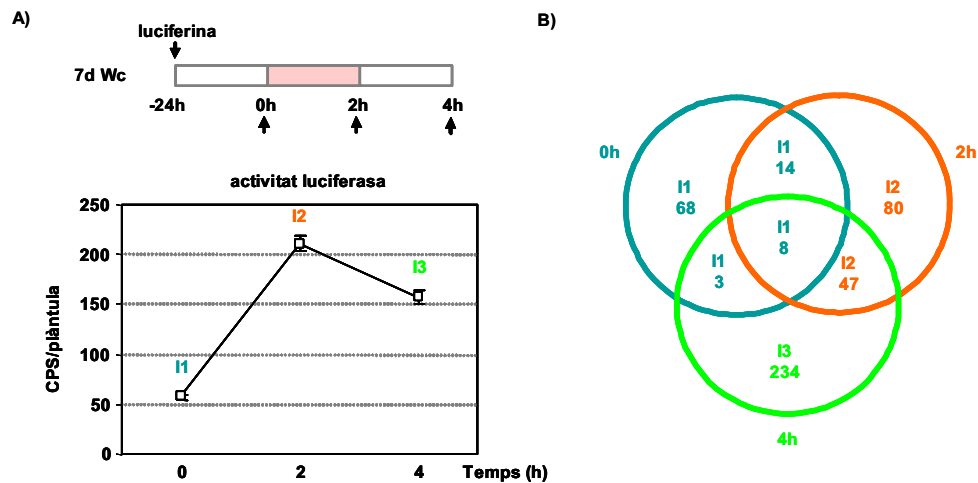 A)
luciferina
7d Wc
-24h 0h 2h 4h
activitat luciferasa
CPS/plàntula
250
200
150
100
50
0
I1
I2
I3
0 2 4 Temps (h)
B)
0h
2h
4h
I1
14
I1
68
I2
80
I1
8
I1
3
I2
47
I3
234